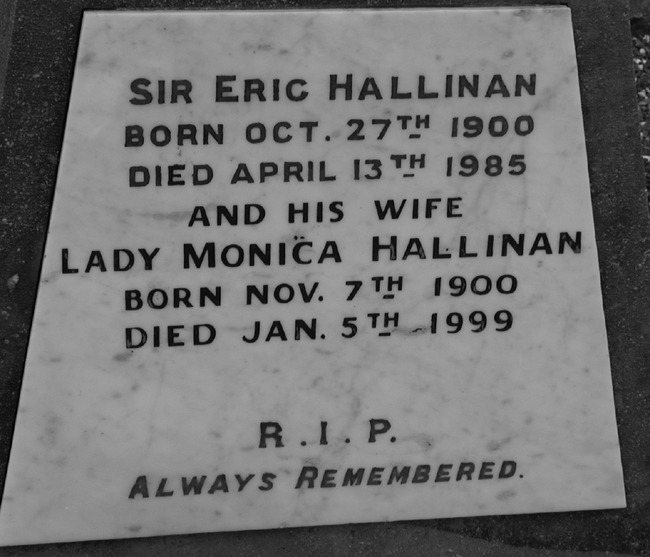 SIR ERIC HALLINAN
BORN OCT. 27TH 1900
DIED APRIL 13TH 1985
AND HIS WIFE
LADY MONICA HALLINAN
BORN NOV. 7TH 1900
DIED JAN. 5TH 1999
R.I.P.
ALWAYS REMEMBERED.